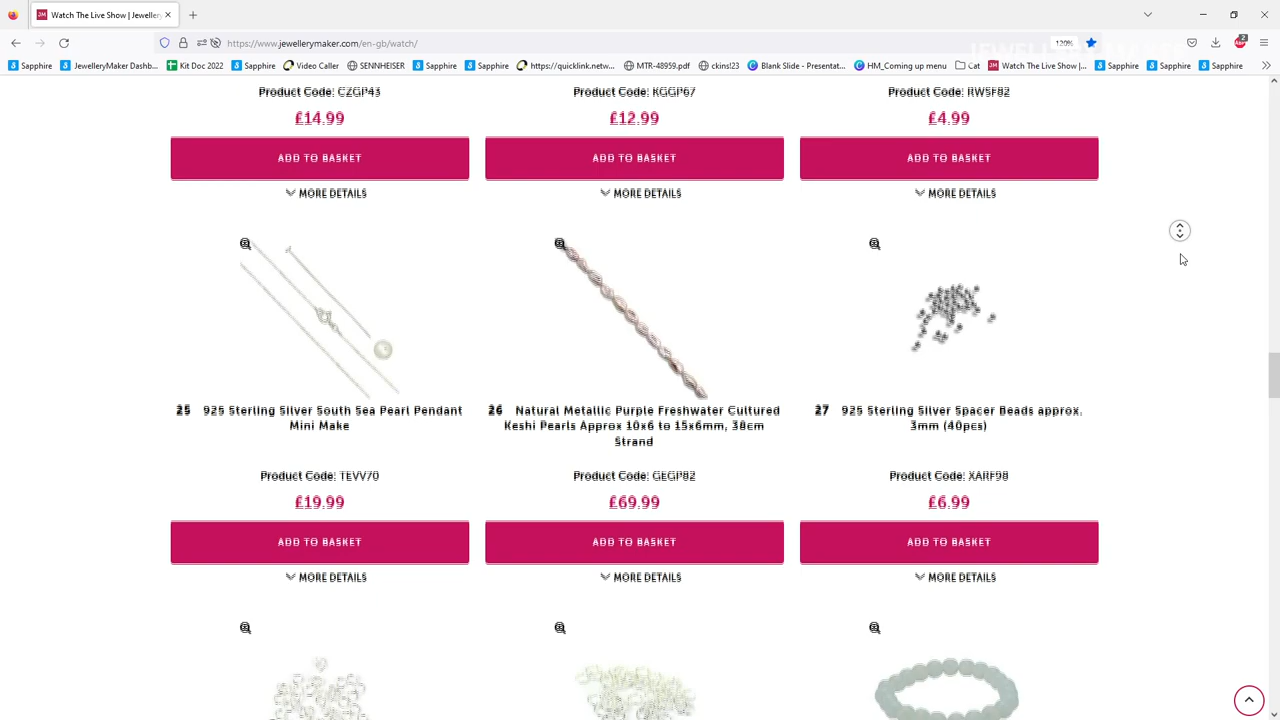 Watch The Live Show | Jewellery
https://www.jewellerymaker.com/en-gb/watch/
120%
2
Sapphire
JewelleryMaker Dashb...
Kit Doc 2022
Sapphire
Video Caller
SENNHEISER
Sapphire
Sapphire
https://quicklink.netw...
MTR-48959.pdf
ckins!23
Blank Slide - Presentat...
HM_Coming up menu
Cat
Watch The Live Show |...
Sapphire
Sapphire
Sapphire
Product Code: CZGP43
Product Code: KGGP67
Product Code: RWSF82
£14.99
£12.99
£4.99
ADD TO BASKET
ADD TO BASKET
ADD TO BASKET
MORE DETAILS
MORE DETAILS
MORE DETAILS
25 925 Sterling Silver South Sea Pearl Pendant
Mini Make
26 Natural Metallic Purple Freshwater Cultured
Keshi Pearls Approx 10x6 to 15x6mm, 38cm
Strand
27 925 Sterling Silver Spacer Beads approx.
3mm (40pcs)
Product Code: TEVV70
Product Code: GEGP82
Product Code: XARF98
£19.99
£69.99
£6.99
ADD TO BASKET
ADD TO BASKET
ADD TO BASKET
MORE DETAILS
MORE DETAILS
MORE DETAILS